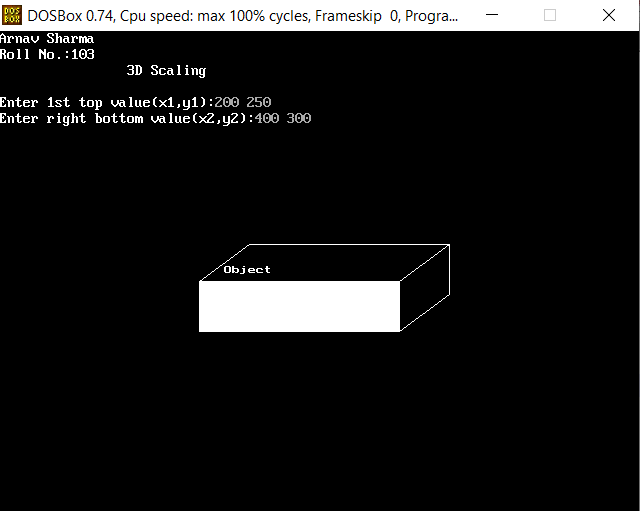 DOS BOX
DOSBox 0.74, Cpu speed: max 100% cycles, Frameskip 0, Progra...
Arnav Sharma
Roll No.:103
3D Scaling
Enter 1st top value(x1,y1):200 250
Enter right bottom value(x2,y2):400 300
Object